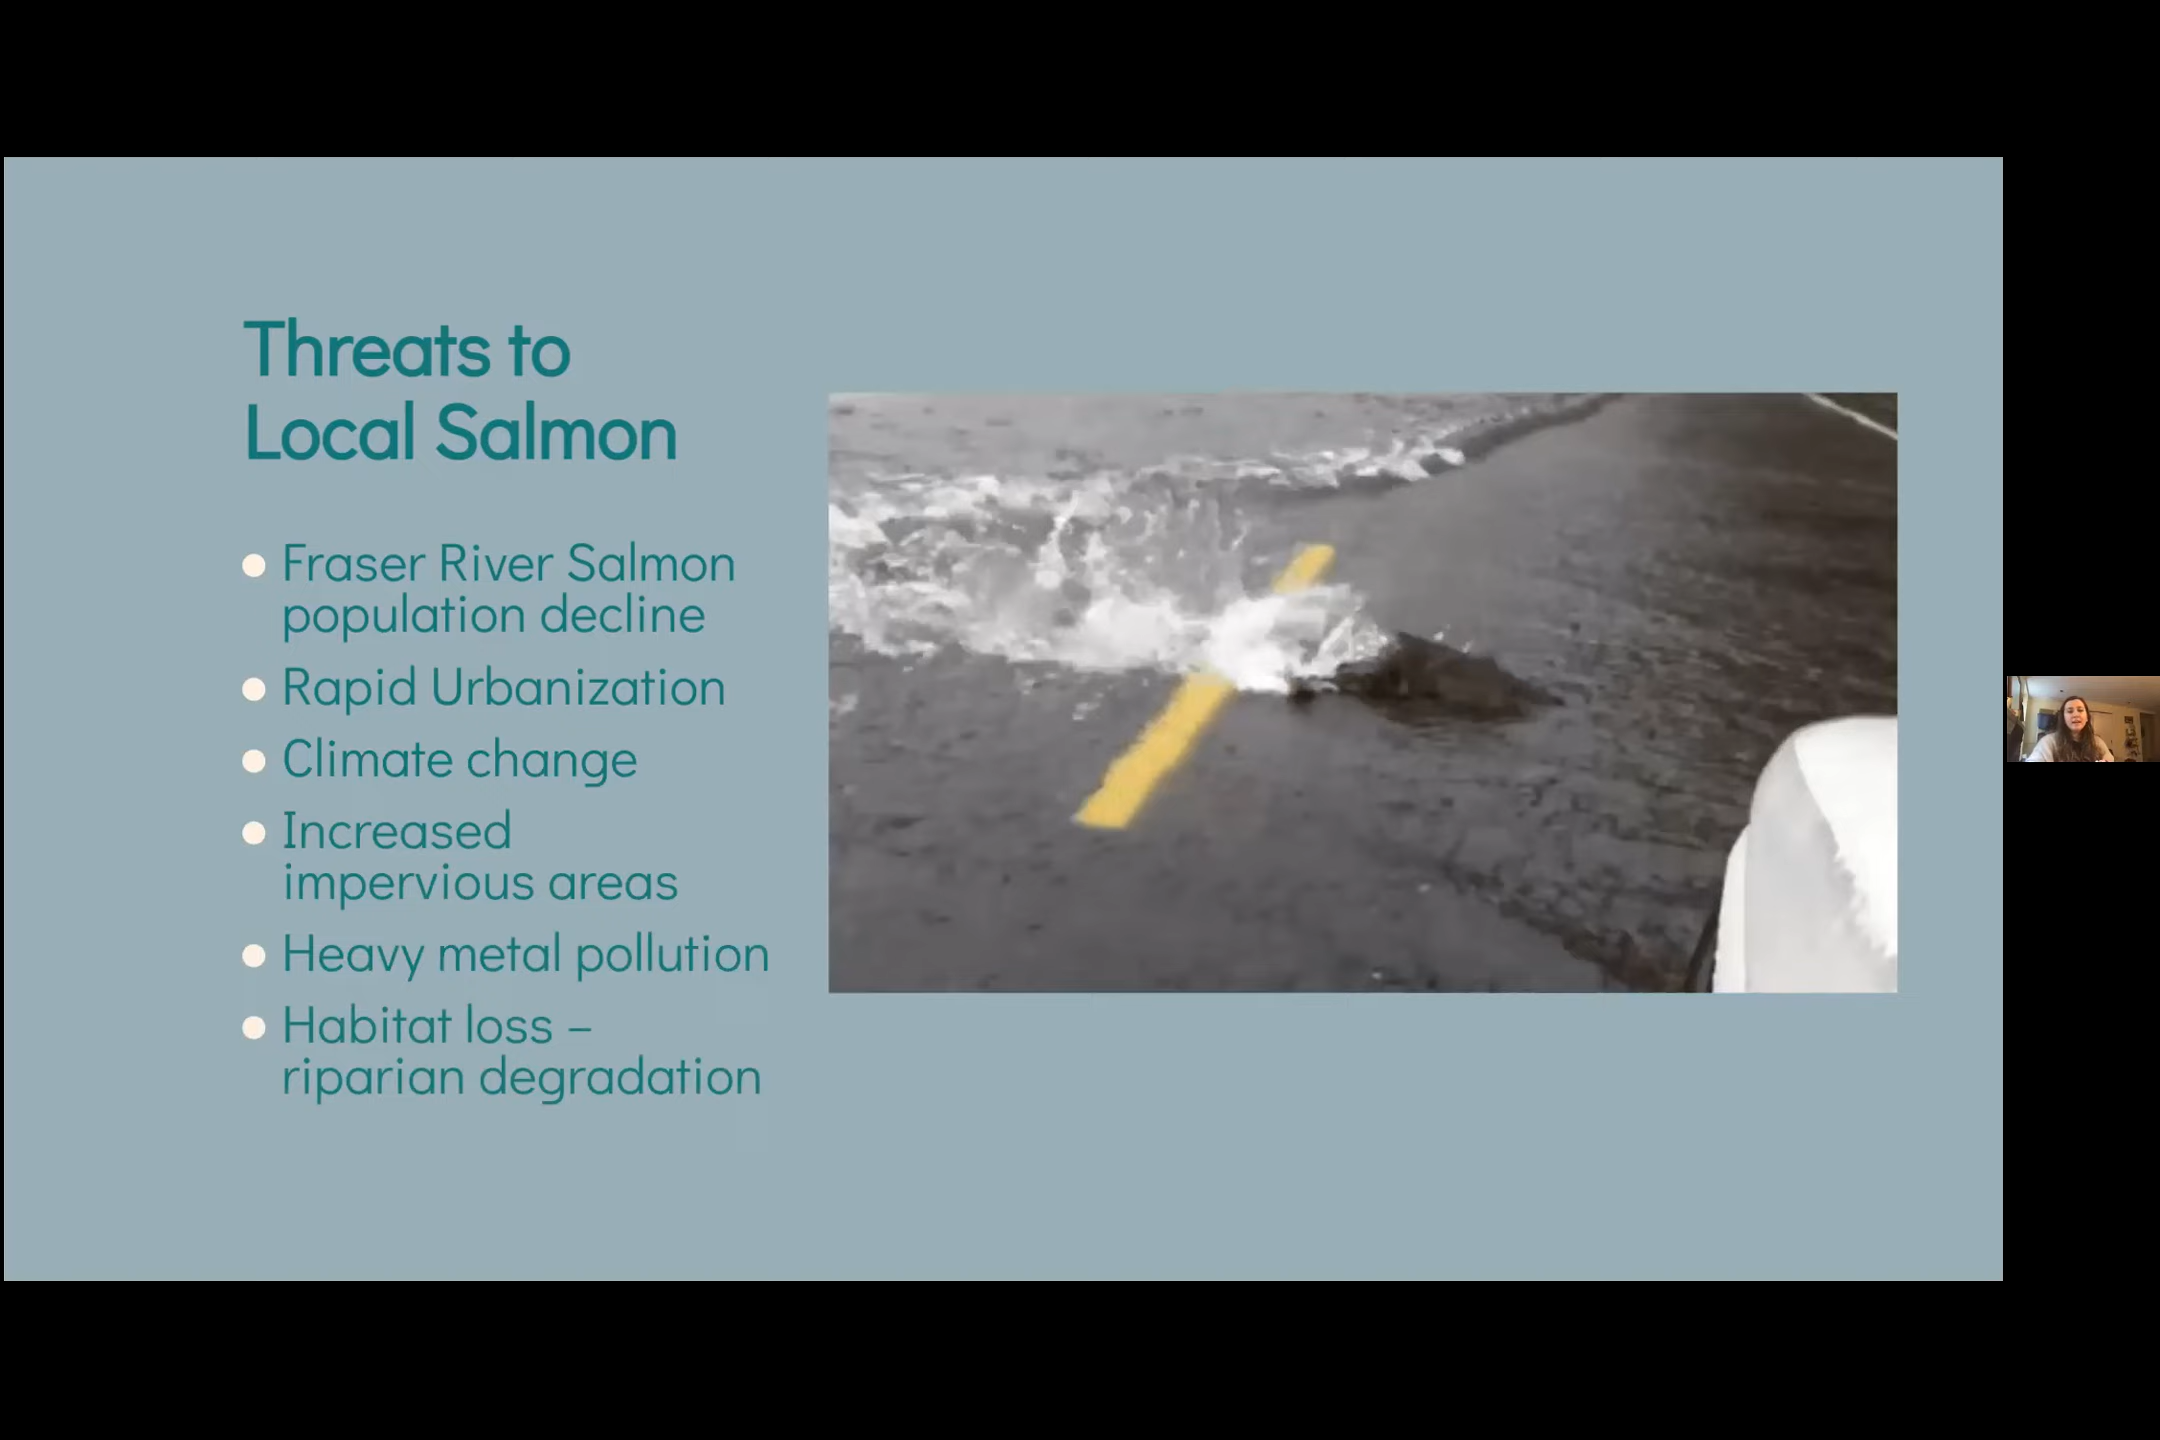 Threats to
Local Salmon
Fraser River Salmon
population decline
Rapid Urbanization
Climate change
Increased
impervious areas
Heavy metal pollution
Habitat loss –
riparian degradation